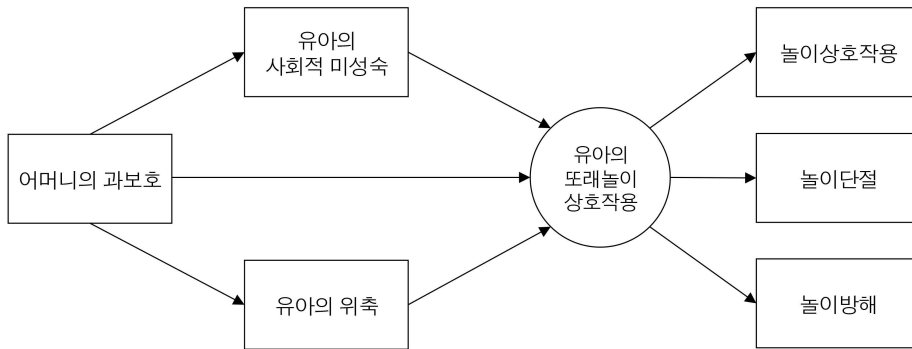 유아의
사회적 미성숙
놀이상호작용
어머니의 과보호
유아의
또래놀이
상호작용
놀이단절
유아의 위축
놀이방해